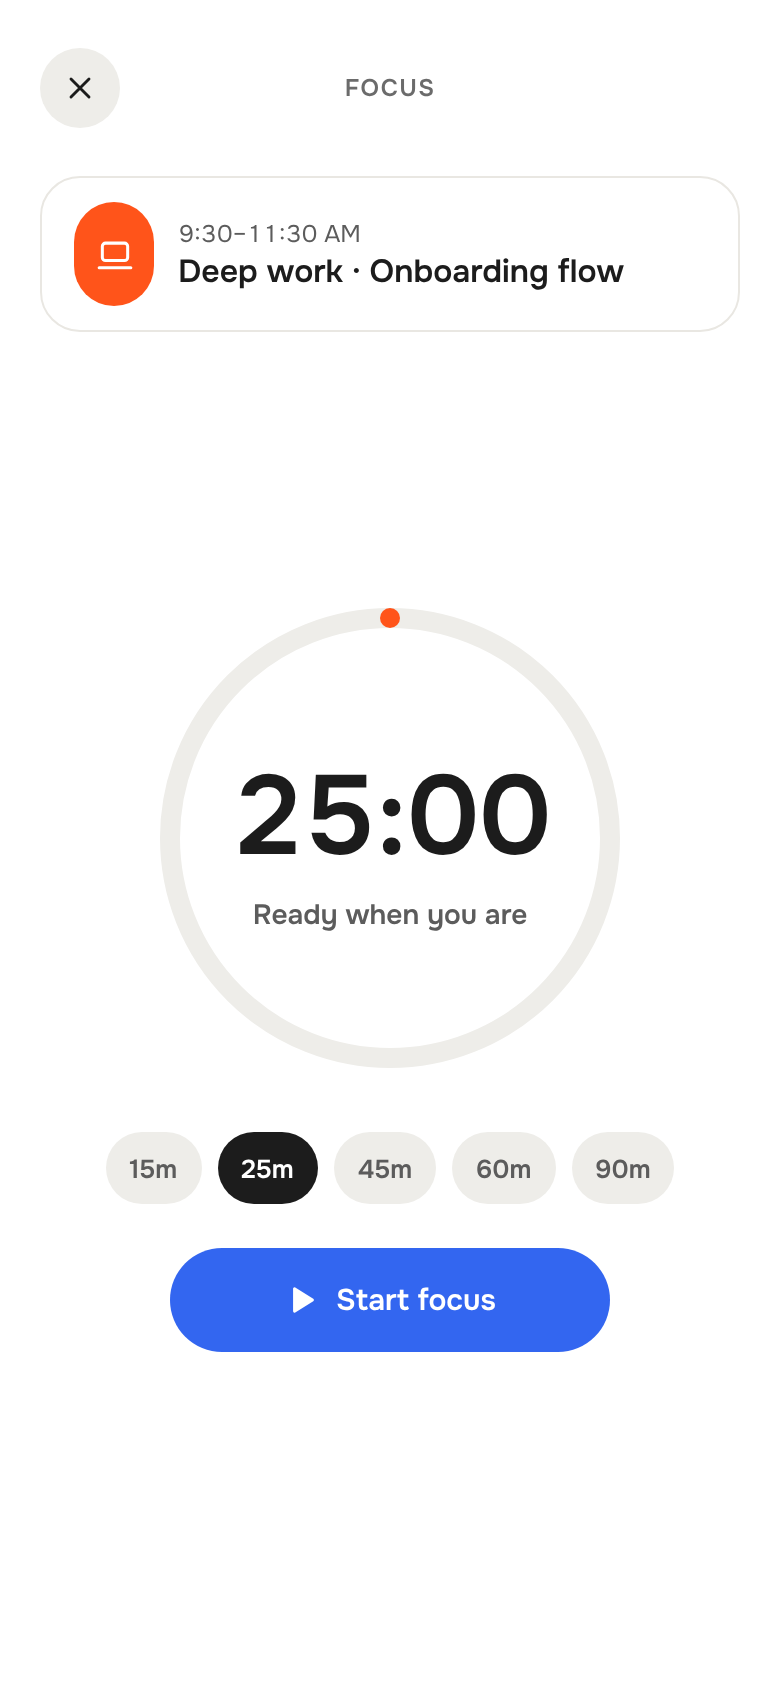 FOCUS
9:30–11:30 AM
Deep work · Onboarding flow
25:00
Ready when you are
15m 25m 45m 60m 90m
Start focus